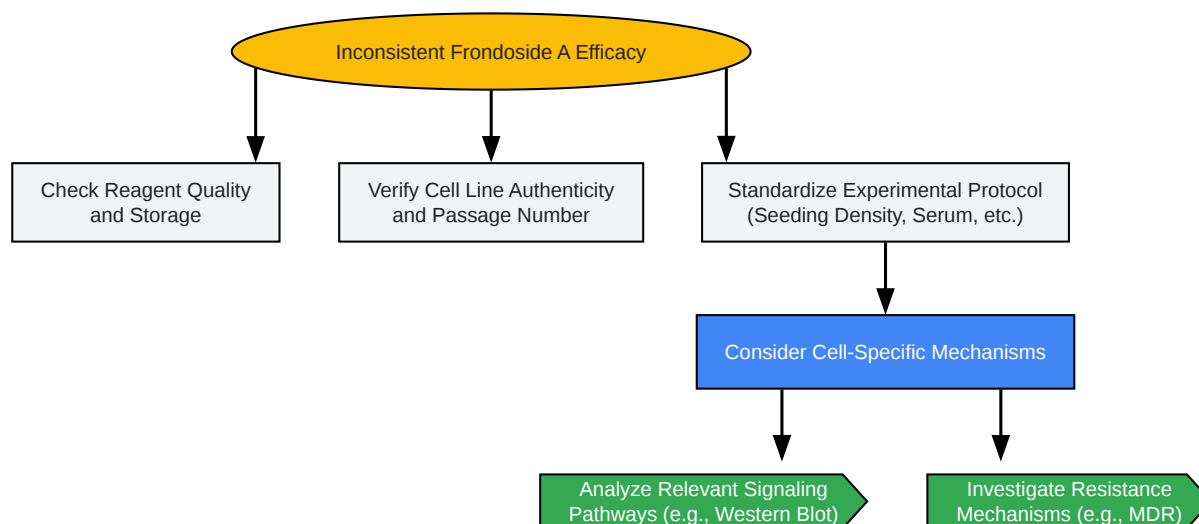 Inconsistent Frondoside A Efficacy
Check Reagent Quality
and Storage
Verify Cell Line Authenticity
and Passage Number
Standardize Experimental Protocol
(Seeding Density, Serum, etc.)
Consider Cell-Specific Mechanisms
Analyze Relevant Signaling
Pathways (e.g., Western Blot)
Investigate Resistance
Mechanisms (e.g., MDR)